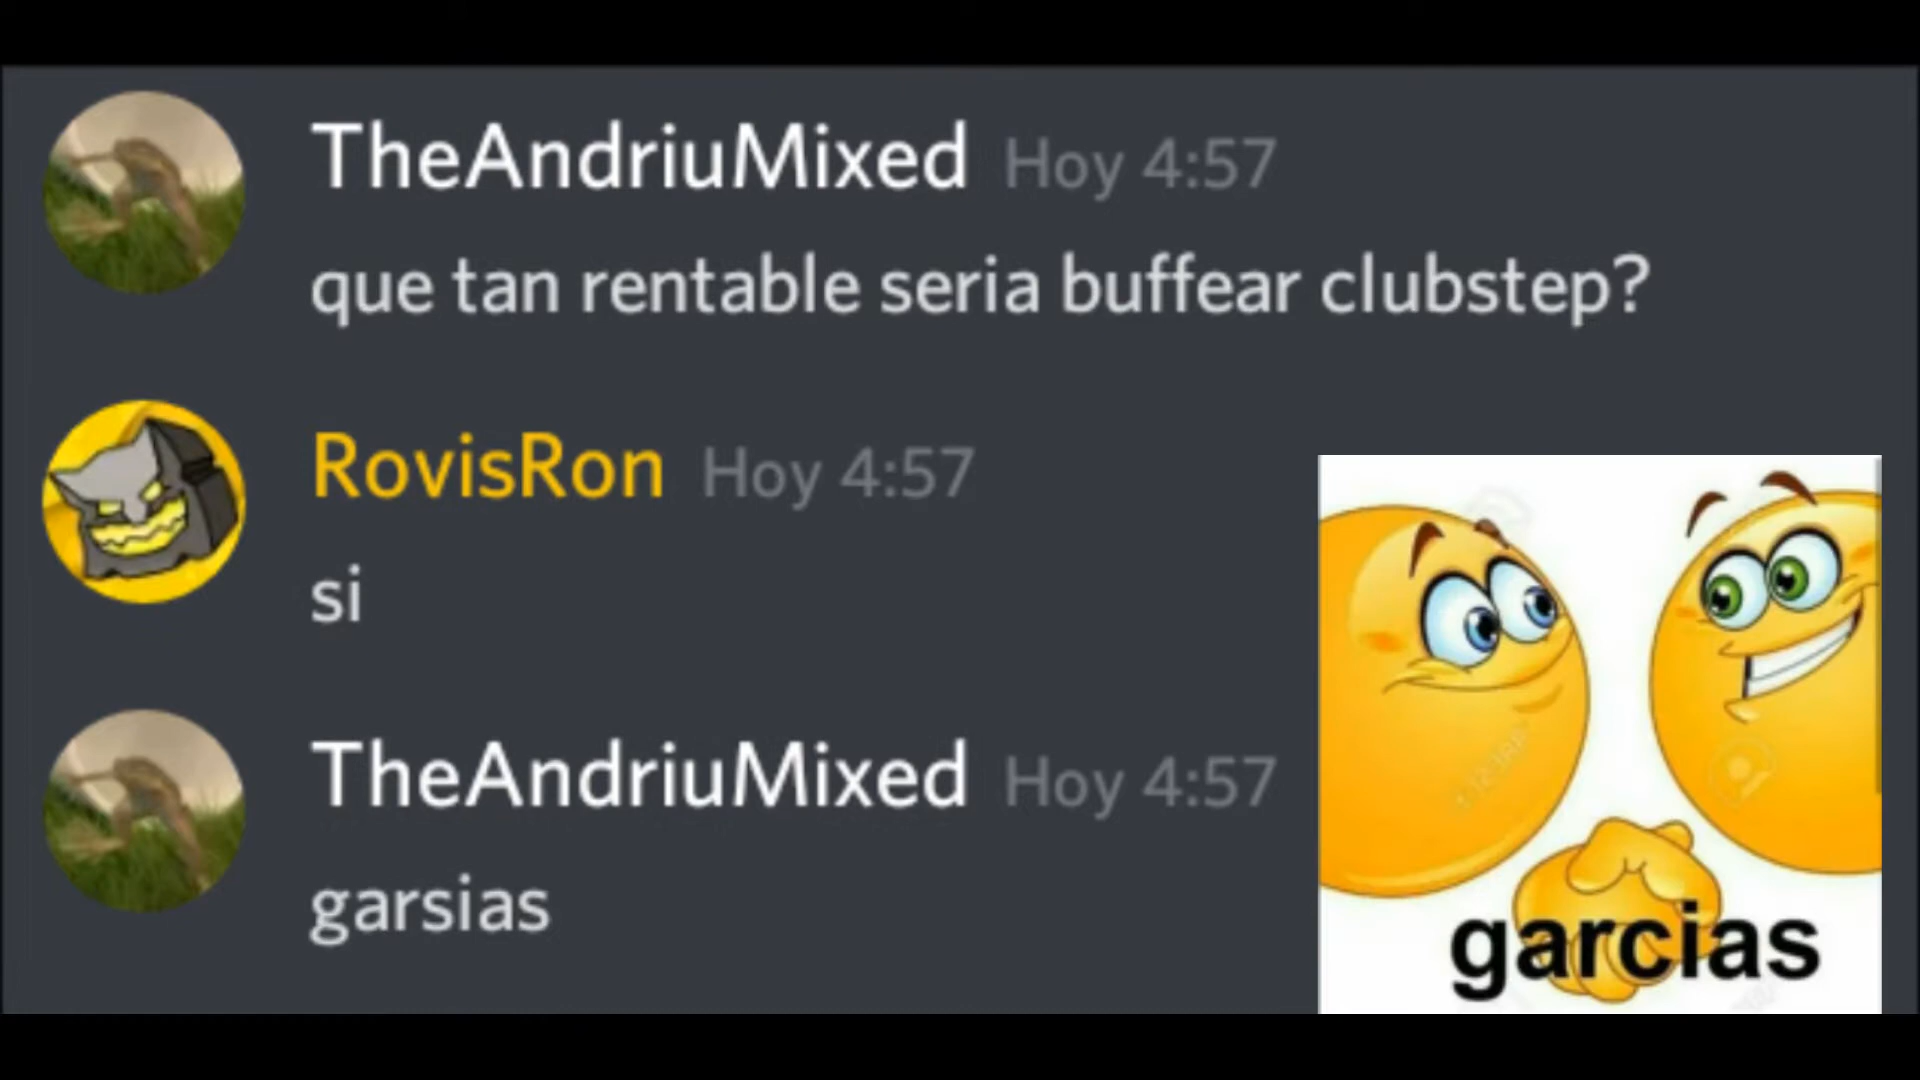 TheAndriuMixed Hoy 4:57
que tan rentable seria buffear clubstep?
RovisRon Hoy 4:57
si
TheAndriuMixed Hoy 4:57
garsias
garcias